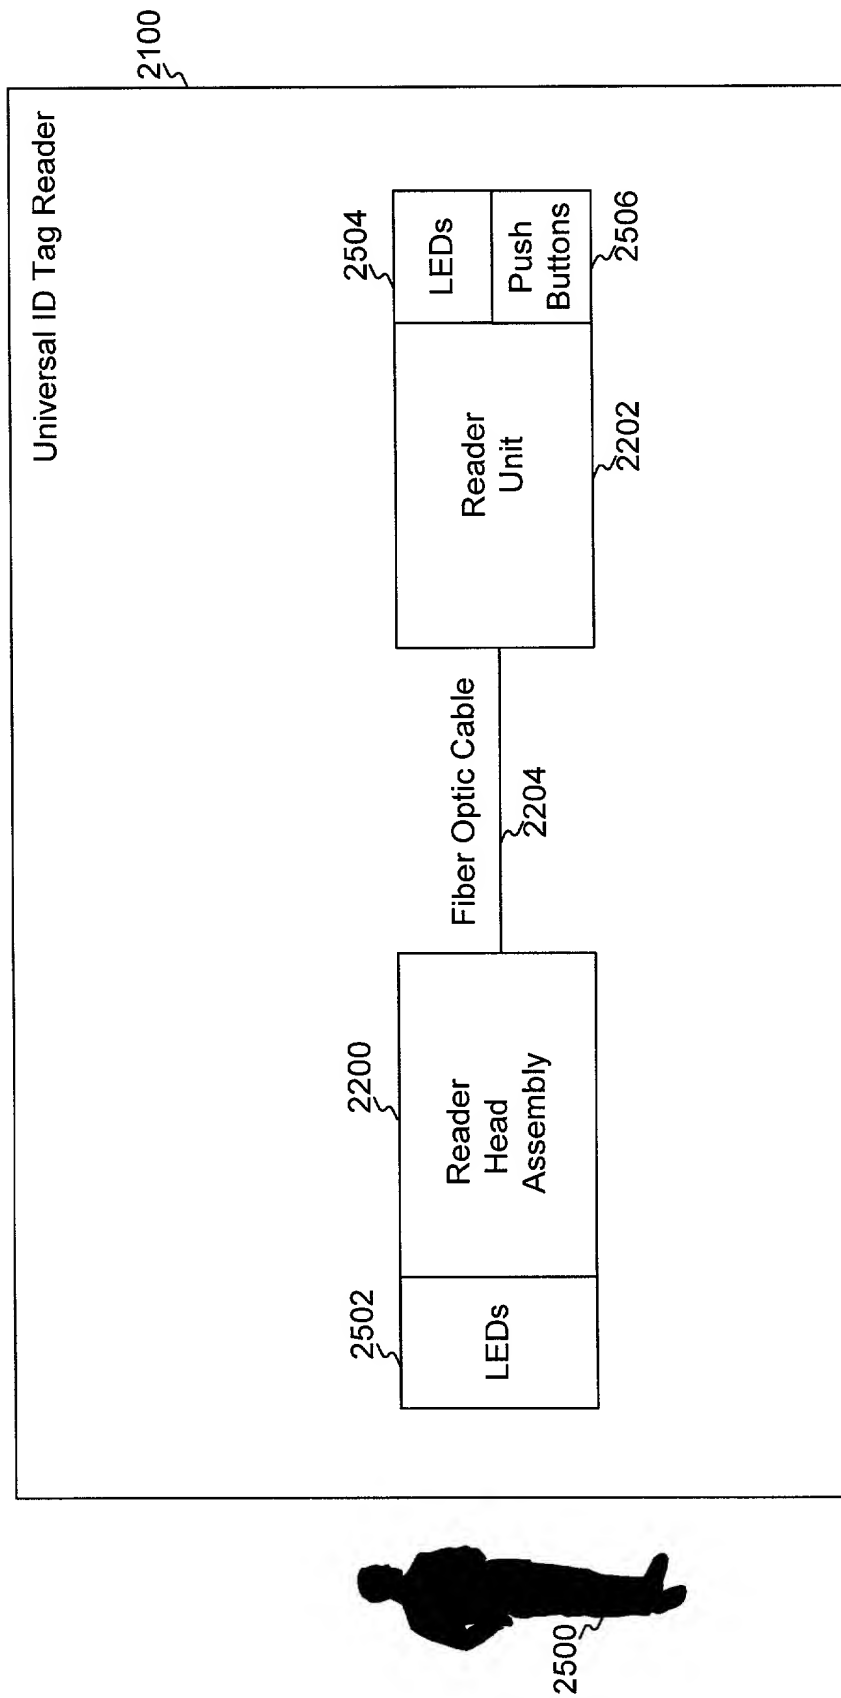 Universal ID Tag Reader
2100
2502
2200
2504
LEDs
Reader
Head
Assembly
Fiber Optic Cable
2204
Reader
Unit
LEDs
Push
Buttons
2202
2506
2500